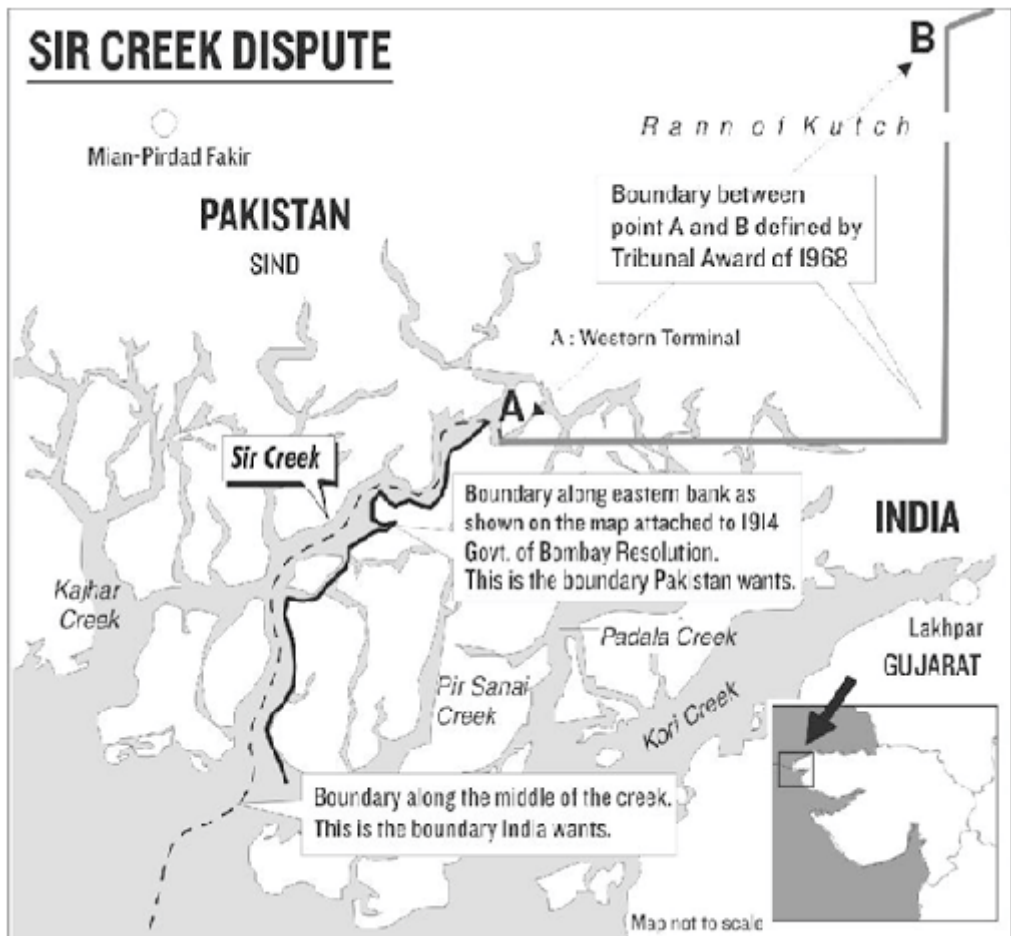 SIR CREEK DISPUTE
B
Rann of Kutch
Mian-Pirdad Fakir
PAKISTAN
SIND
Boundary between
point A and B defined by
Tribunal Award of 1968
A : Western Terminal
A
Sir Creek
Boundary along eastern bank as
shown on the map attached to 1914
Govt. of Bombay Resolution.
This is the boundary Pakistan wants.
INDIA
Kajhar
Creek
Padala Creek
Lakhpar
GUJARAT
Pir Sanai
Creek
Kori Creek
Boundary along the middle of the creek.
This is the boundary India wants.
Map not to scale